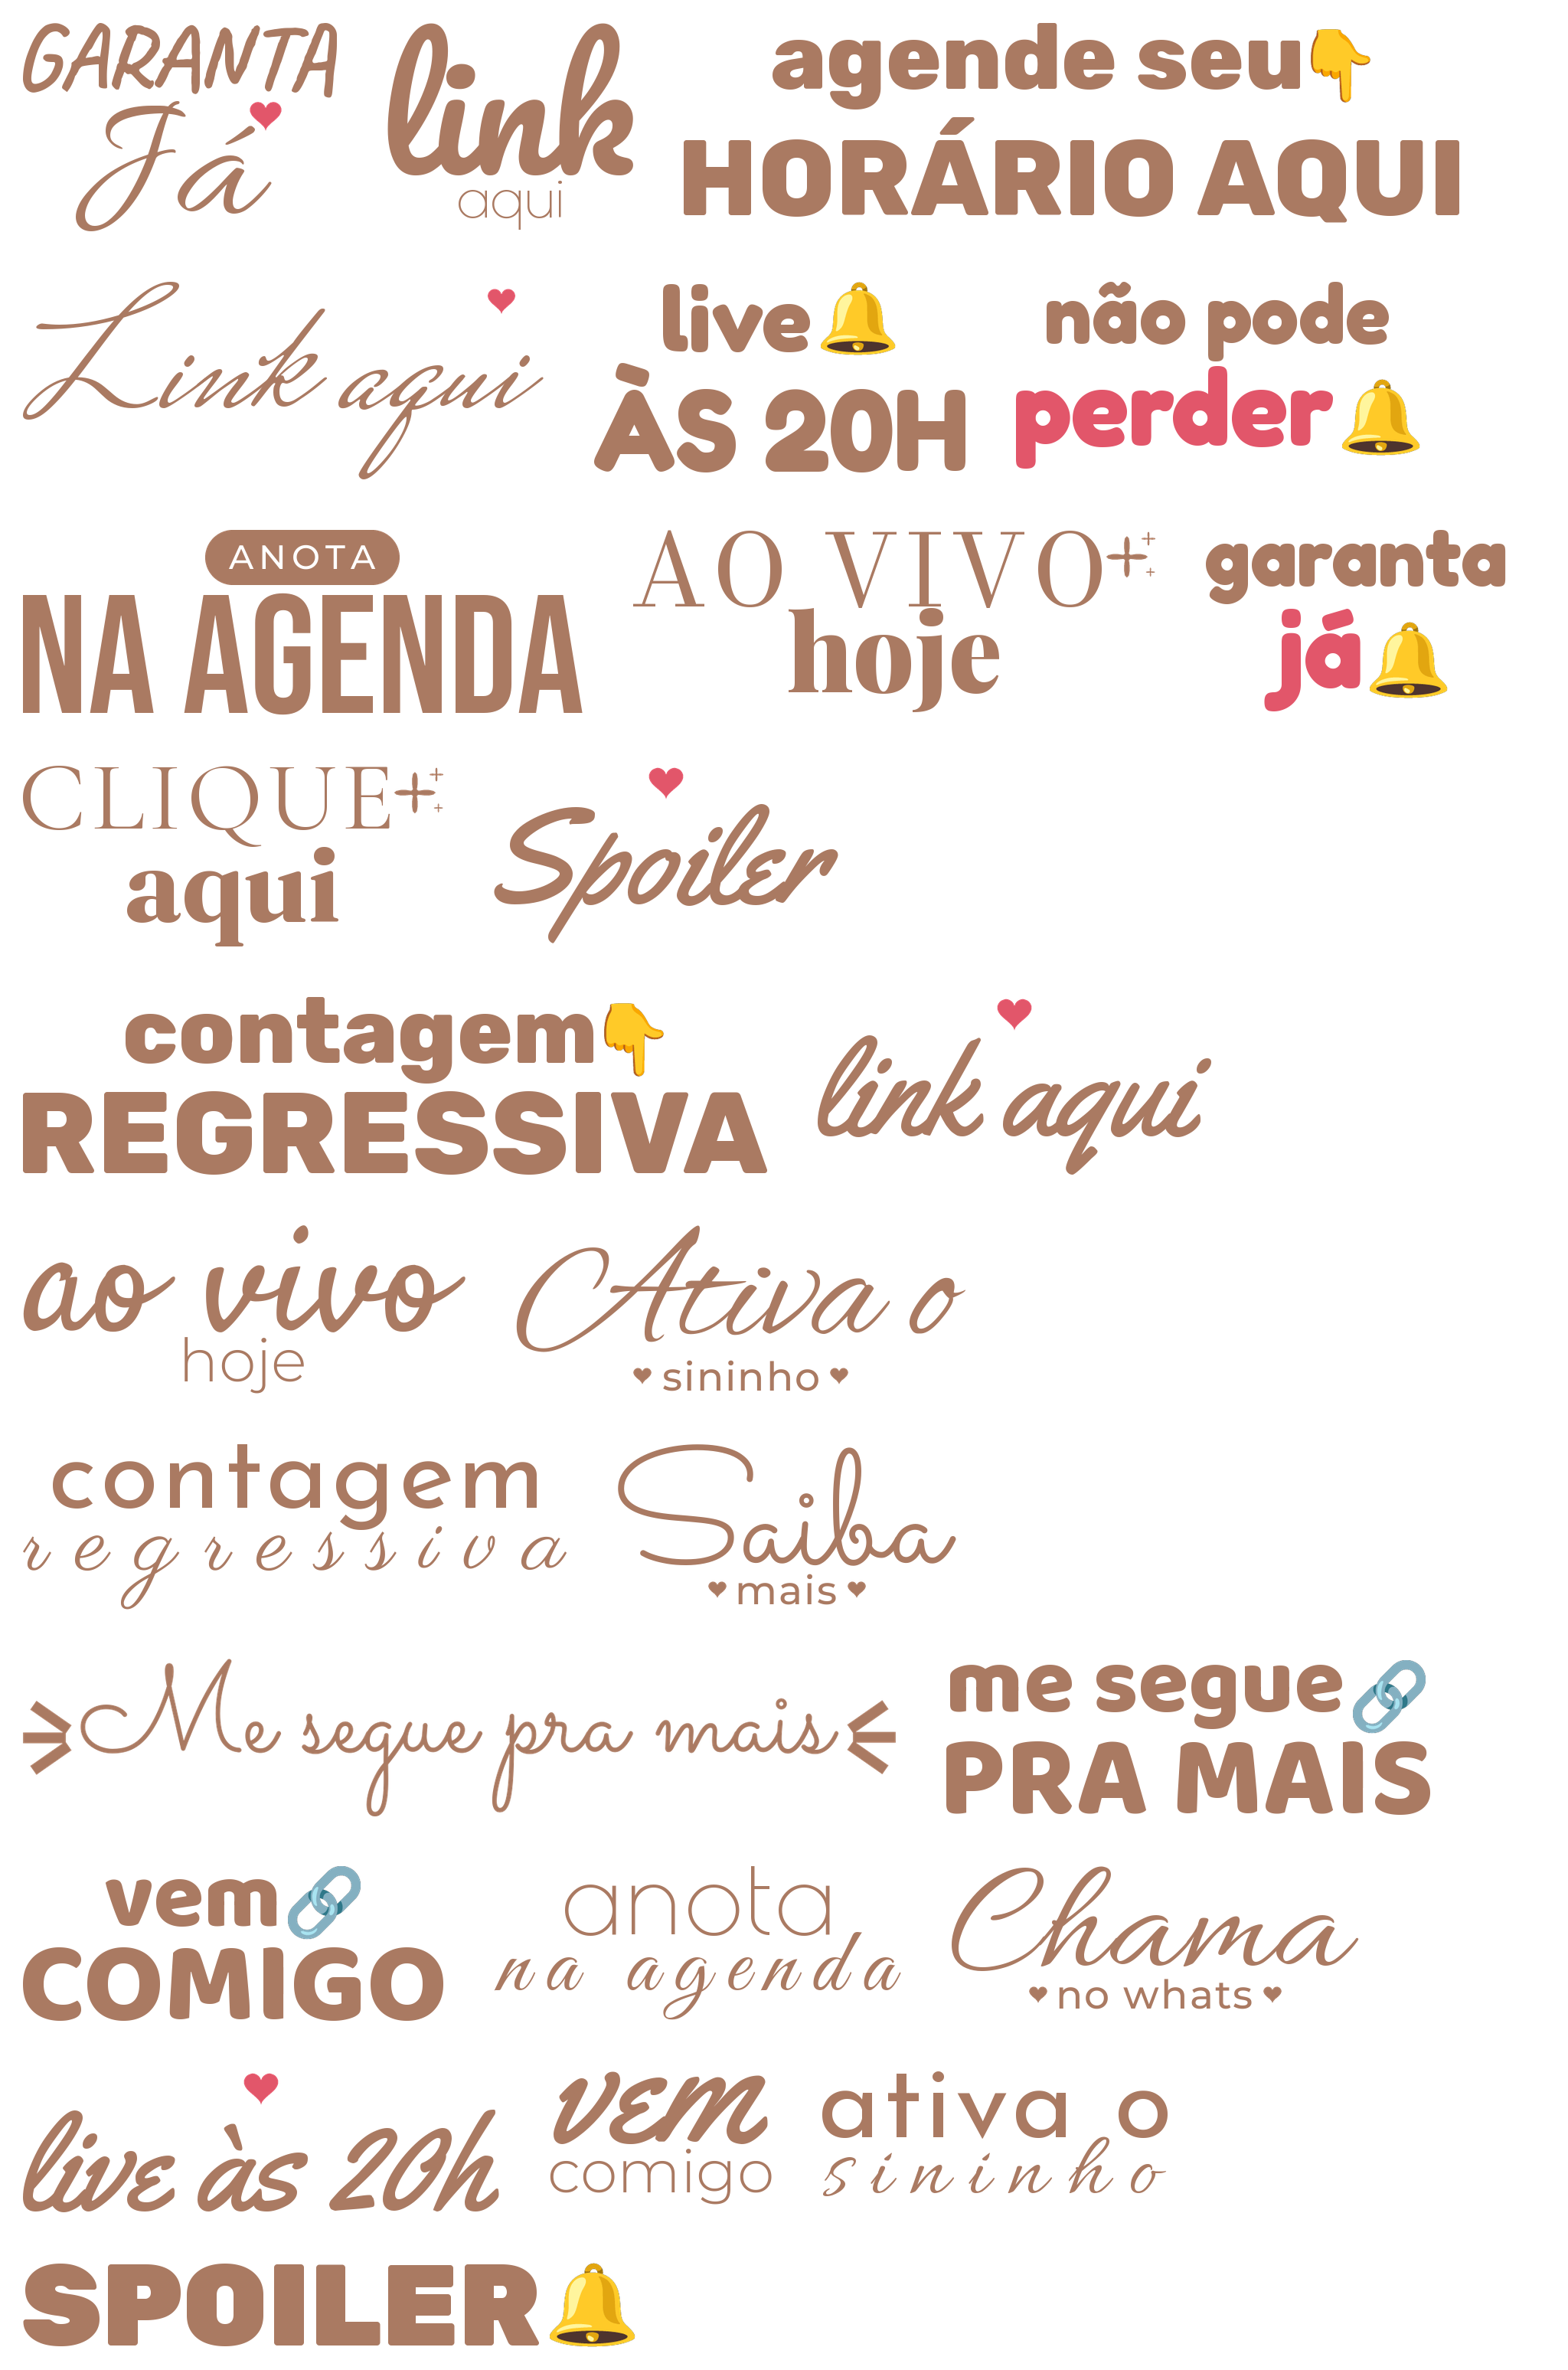 GARANTA
Já
link
aqui
agende seu👇
HORÁRIO AQUI
Link aqui
live🔔
ÀS 20H
não pode
perder🔔
ANOTA
NA AGENDA
AO VIVO
hoje
garanta
já🔔
CLIQUE
aqui
Spoiler
contagem👇
REGRESSIVA
link aqui
ao vivo
hoje
Ativa o
sininho
contagem
regressiva
Saiba
mais
Me segue pra mais
me segue🔗
PRA MAIS
vem🔗
COMIGO
anota
na agenda
Chama
no whats
live às 20h
vem
comigo
ativa o
sininho
SPOILER🔔